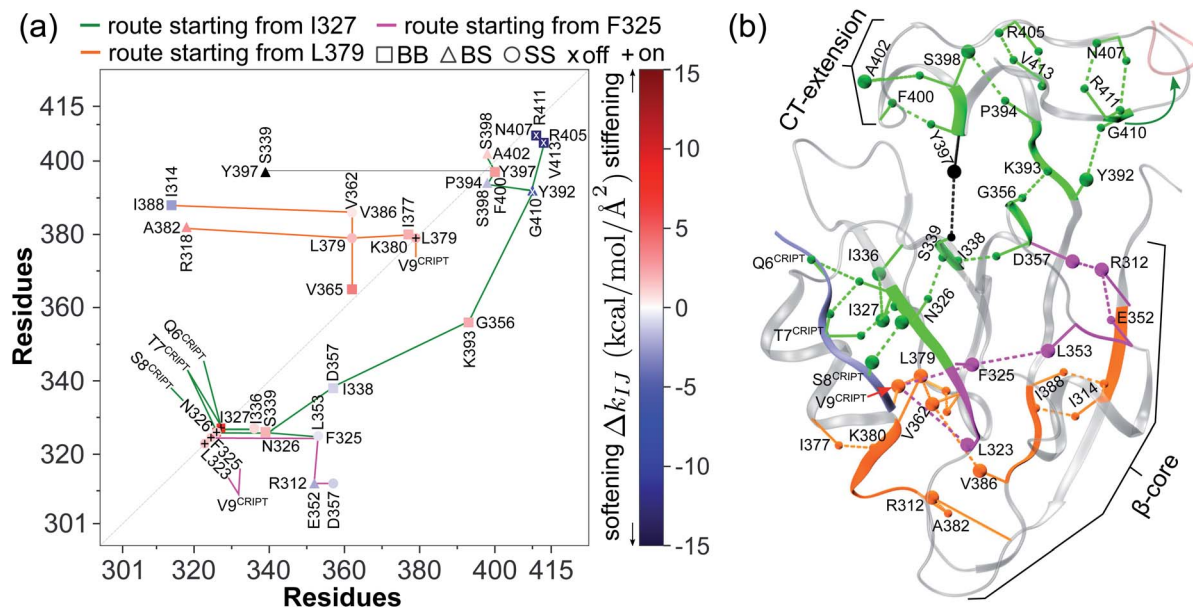 (a)
route starting from I327
route starting from F325
route starting from L379
BB
BS
SS
x off
+ on
Residues
415
400
380
360
340
320
301
301
320
340
360
380
400
415
Residues
S339
Y397
I314
I388
A382
R318
V362
V386
L379
I377
K380
L379
V9CRIPT
V365
S398
A402
Y397
P394
S398
F400
N407
R411
R405
V413
Y392
G410
G356
K393
D357
I338
Q6CRIPT
T7CRIPT
S8CRIPT
N326
I327
I336
S339
N326
L353
F325
F325
L323
V9CRIPT
R312
E352
D357
15
10
5
0
−5
−10
−15
softening Δk_IJ (kcal/mol/Å²) stiffening
(b)
CT-extension
A402
S398
R405
N407
V413
F400
P394
R411
G410
Y397
K393
Y392
G356
S339
I338
D357
R312
Q6CRIPT
I336
E352
I327
N326
T7CRIPT
L379
L353
F325
S8CRIPT
V9CRIPT
I388
I314
V362
I377
K380
L323
V386
R312
A382
β-core